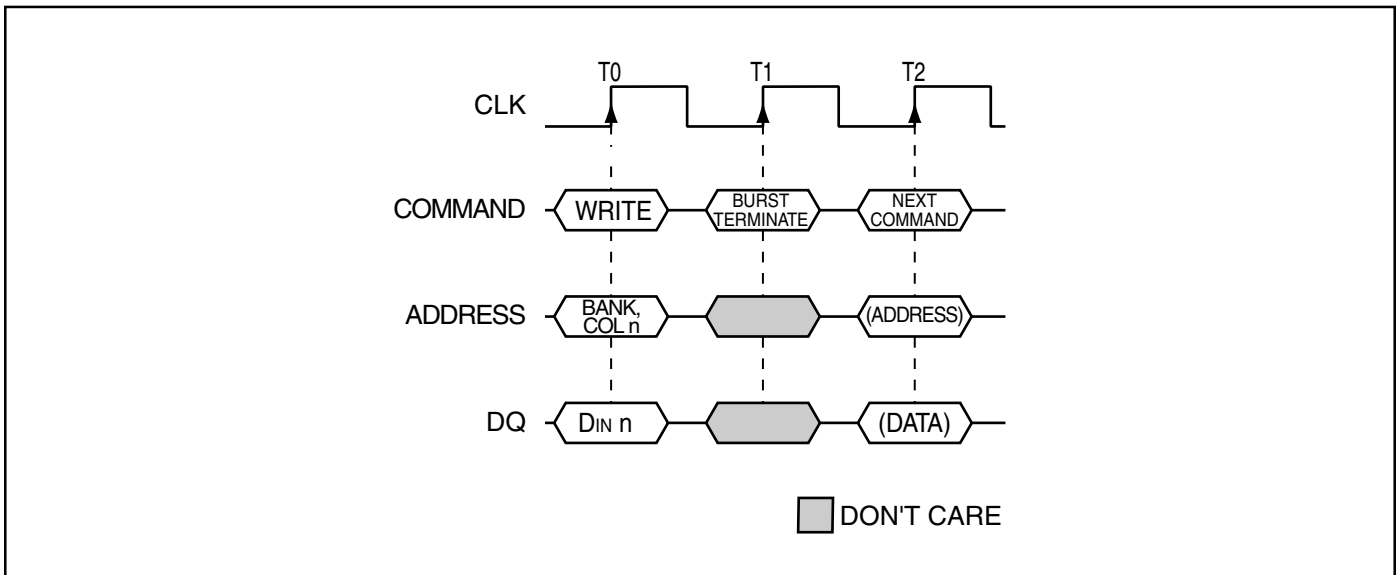 T0 T1 T2
CLK
COMMAND WRITE BURST TERMINATE NEXT COMMAND
ADDRESS BANK, COL n (ADDRESS)
DQ DIN n (DATA)
DON'T CARE